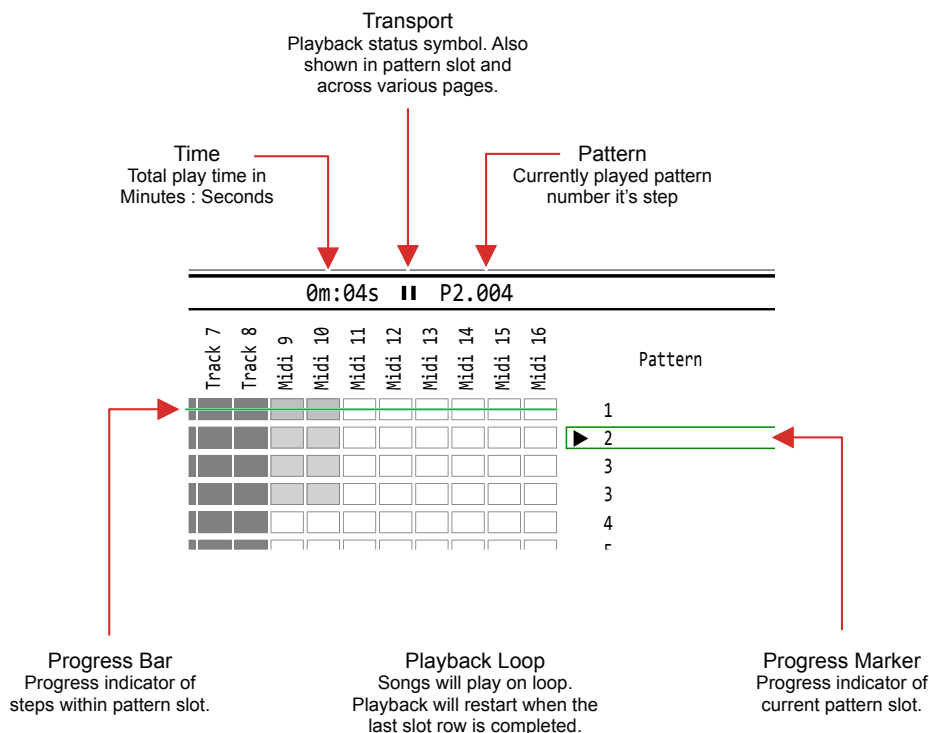 Transport
Playback status symbol. Also
shown in pattern slot and
across various pages.
Time
Total play time in
Minutes : Seconds
Pattern
Currently played pattern
number it's step
0m:04s P2.004
Track 7
Track 8
Midi 9
Midi 10
Midi 11
Midi 12
Midi 13
Midi 14
Midi 15
Midi 16
Pattern
1
2
3
3
4
Progress Bar
Progress indicator of
steps within pattern slot.
Playback Loop
Songs will play on loop.
Playback will restart when the
last slot row is completed.
Progress Marker
Progress indicator of
current pattern slot.